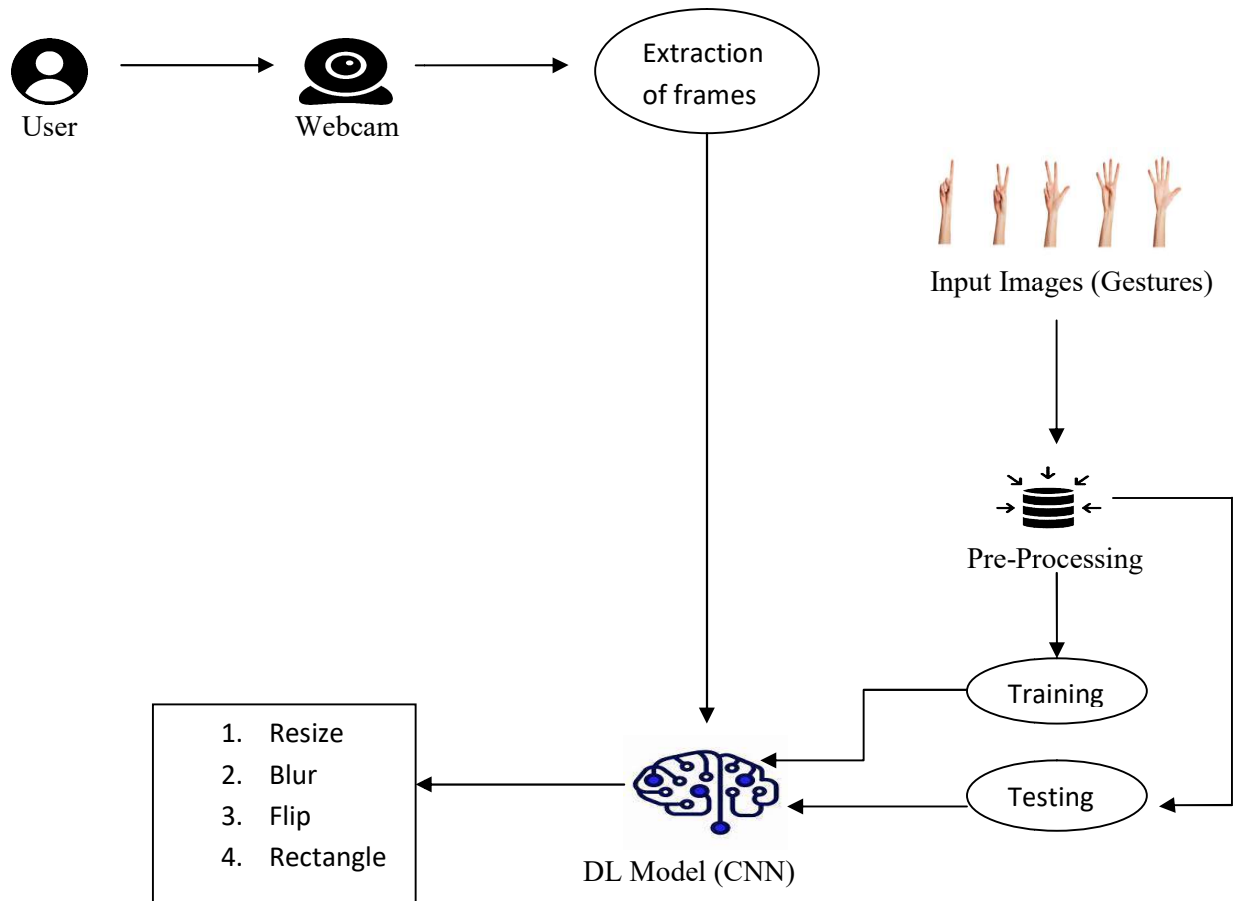 User
Webcam
Extraction
of frames
Input Images (Gestures)
Pre-Processing
Training
Testing
1. Resize
2. Blur
3. Flip
4. Rectangle
DL Model (CNN)